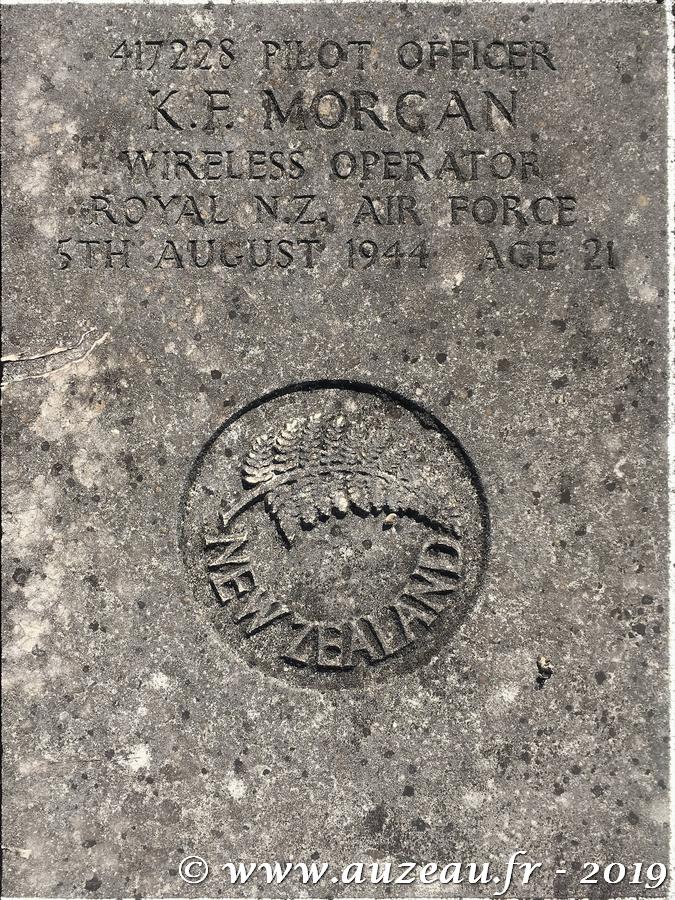 417228 PILOT OFFICER
K.F. MORGAN
WIRELESS OPERATOR
ROYAL N.Z. AIR FORCE
5TH AUGUST 1944 AGE 21
NEW ZEALAND
© www.auzeau.fr - 2019